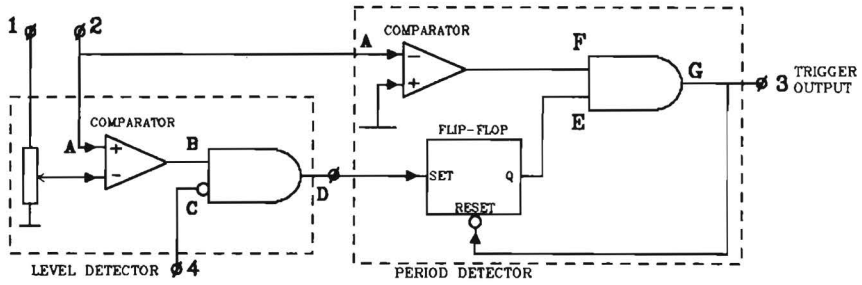 1
2
A
COMPARATOR
-
+
F
G
3 TRIGGER
OUTPUT
E
COMPARATOR
A
+
-
B
C
D
FLIP-FLOP
SET
Q
RESET
LEVEL DETECTOR
4
PERIOD DETECTOR